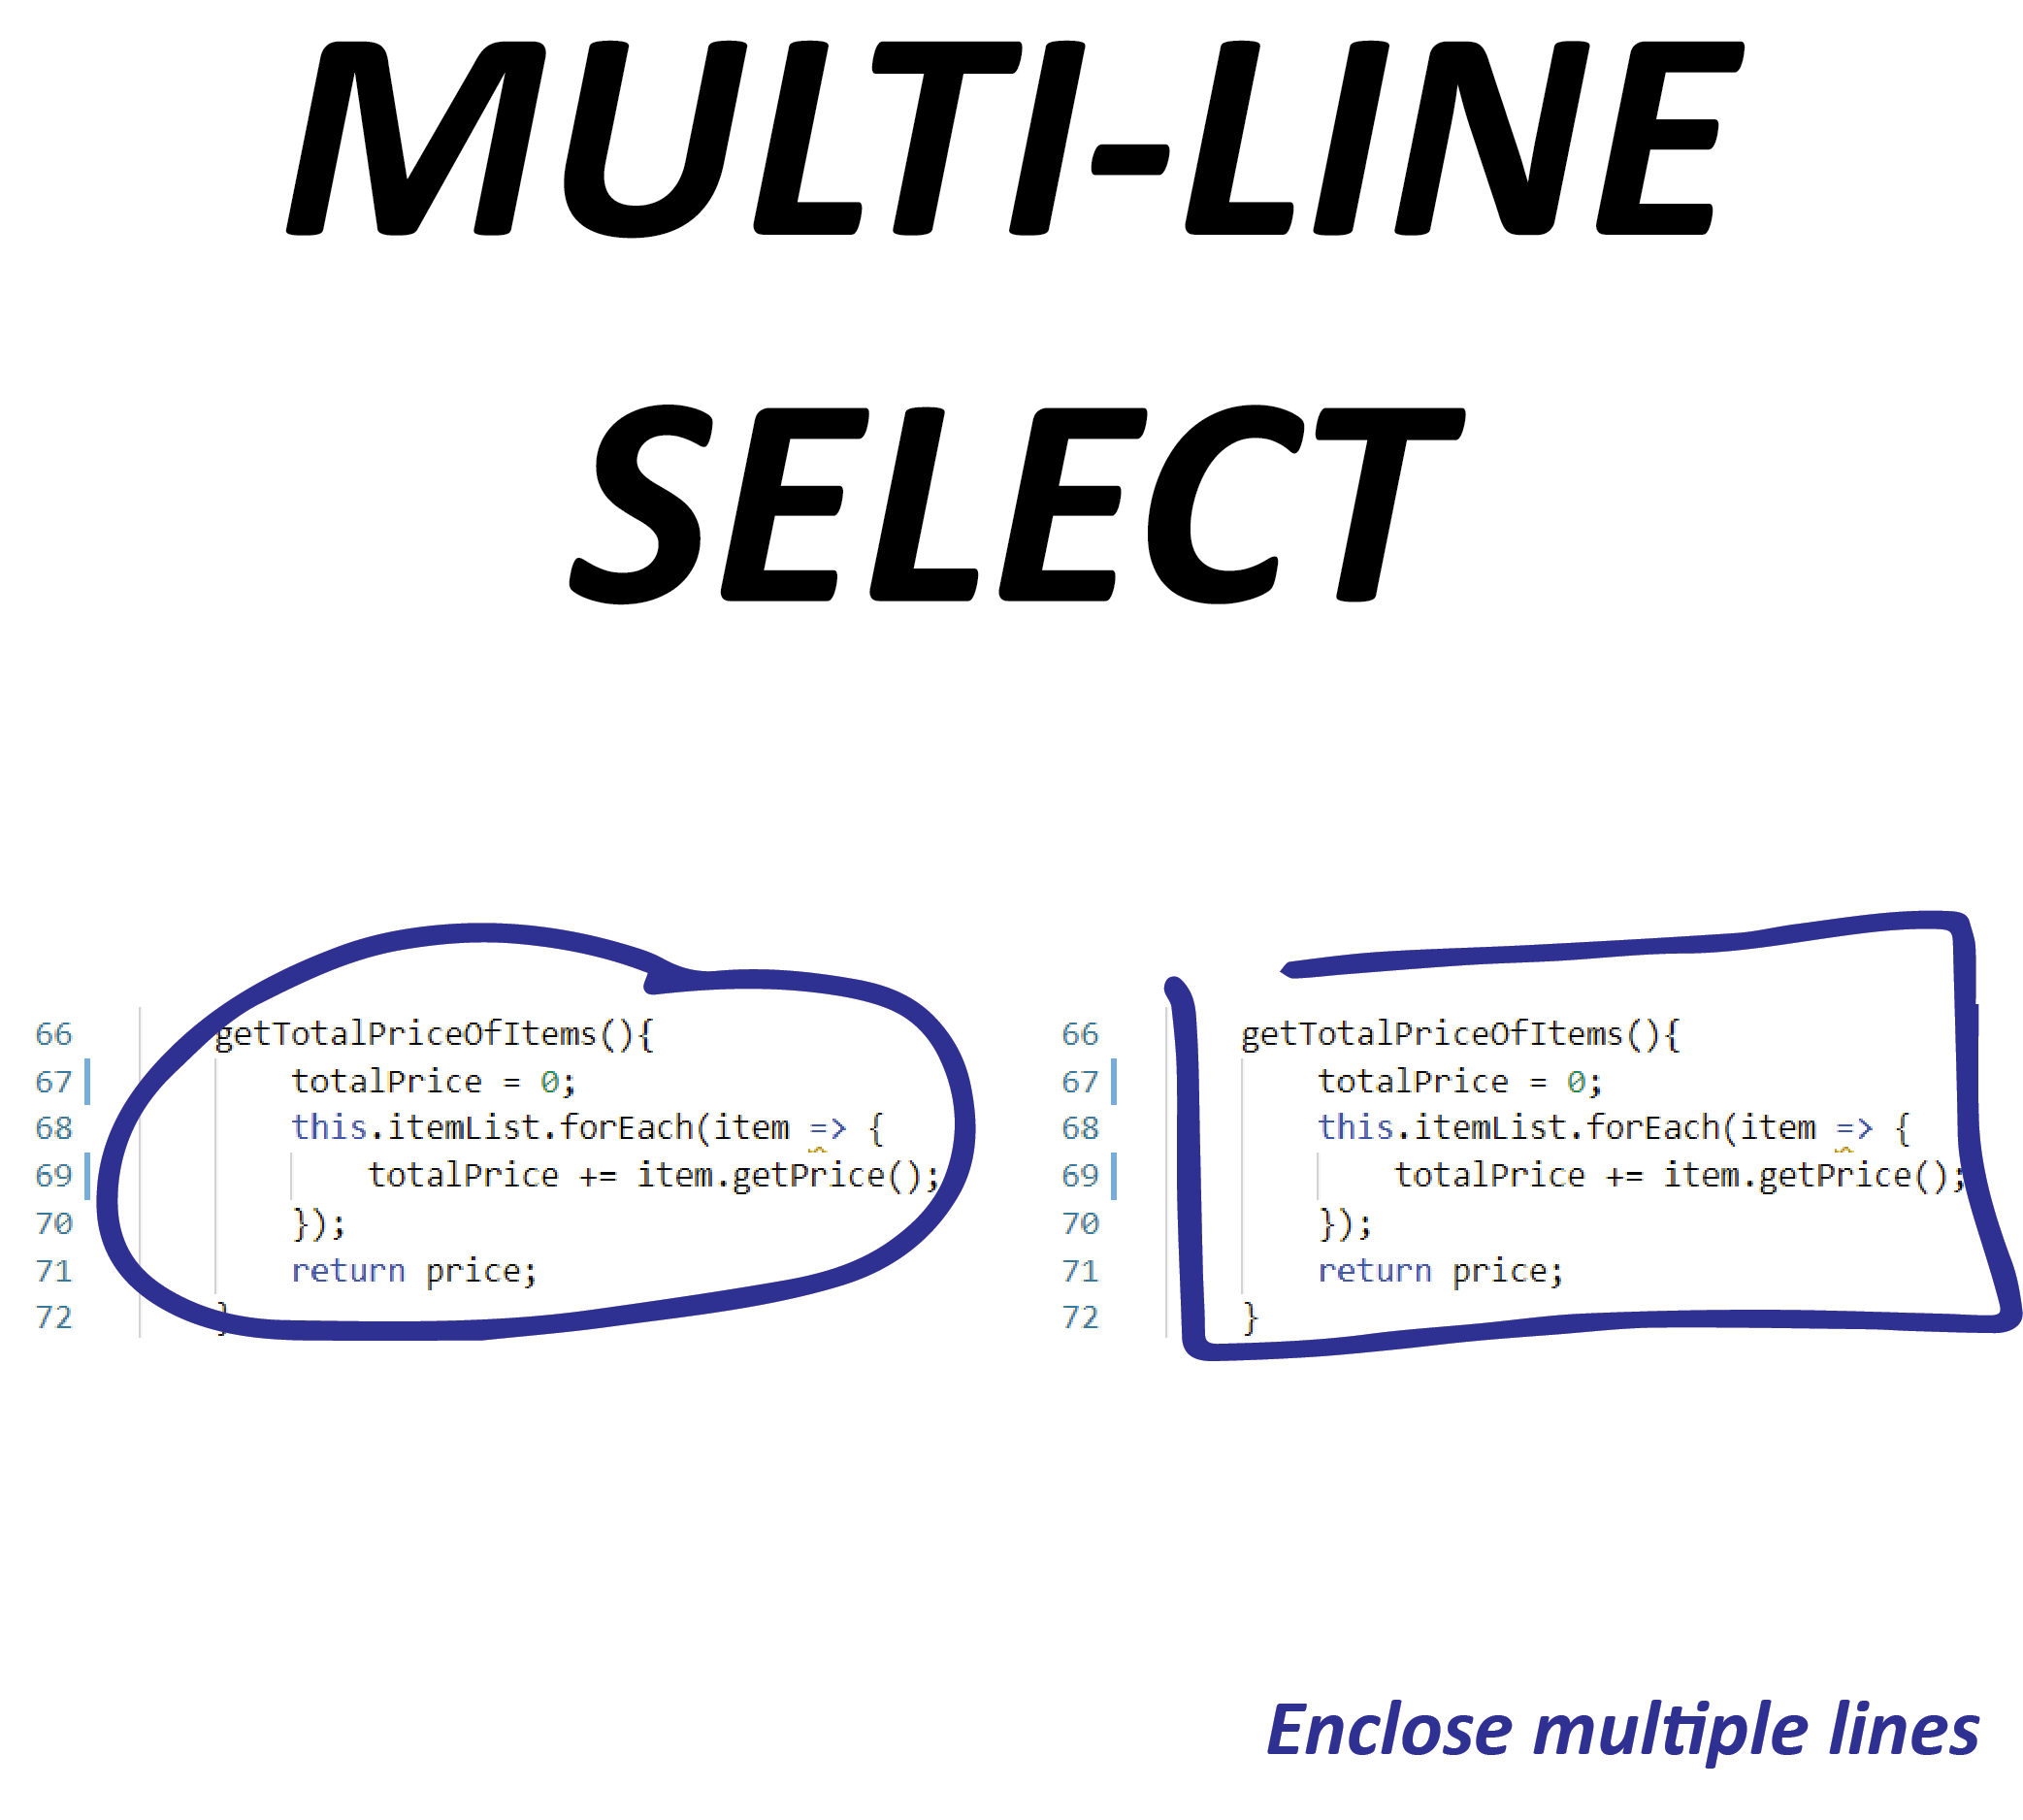 MULTI-LINE
SELECT
66 getTotalPriceOfItems(){
67 totalPrice = 0;
68 this.itemList.forEach(item => {
69 totalPrice += item.getPrice();
70 });
71 return price;
72 }
66 getTotalPriceOfItems(){
67 totalPrice = 0;
68 this.itemList.forEach(item => {
69 totalPrice += item.getPrice();
70 });
71 return price;
72 }
Enclose multiple lines